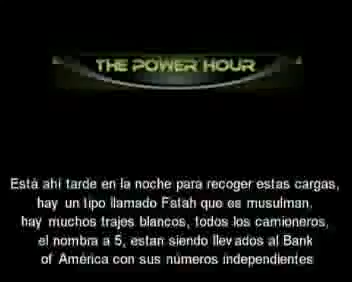 THE POWER HOUR
Está ahí tarde en la noche para recoger estas cargas,
hay un tipo llamado Fatah que es musulman,
hay muchos trajes blancos, todos los camioneros,
el nombra a 5, estan siendo llevados al Bank
of América con sus números independientes